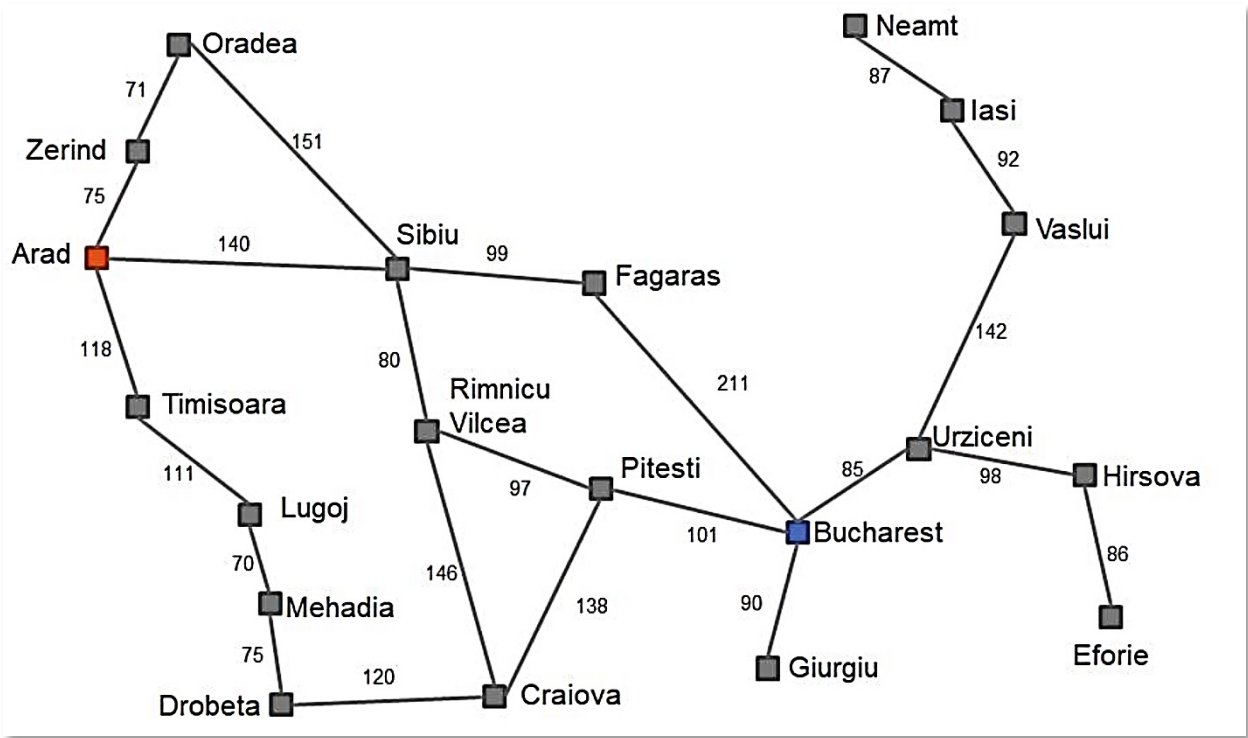 Neamt
Oradea
87
71
Iasi
151
Zerind
92
75
Vaslui
Sibiu
Arad
140
99
Fagaras
142
118
80
211
Rimnicu
Vilcea
Timisoara
Urziceni
85
Pitesti
111
97
98
Hirsova
Lugoj
101
Bucharest
86
70
146
Mehadia
90
138
75
Eforie
120
Giurgiu
Drobeta
Craiova